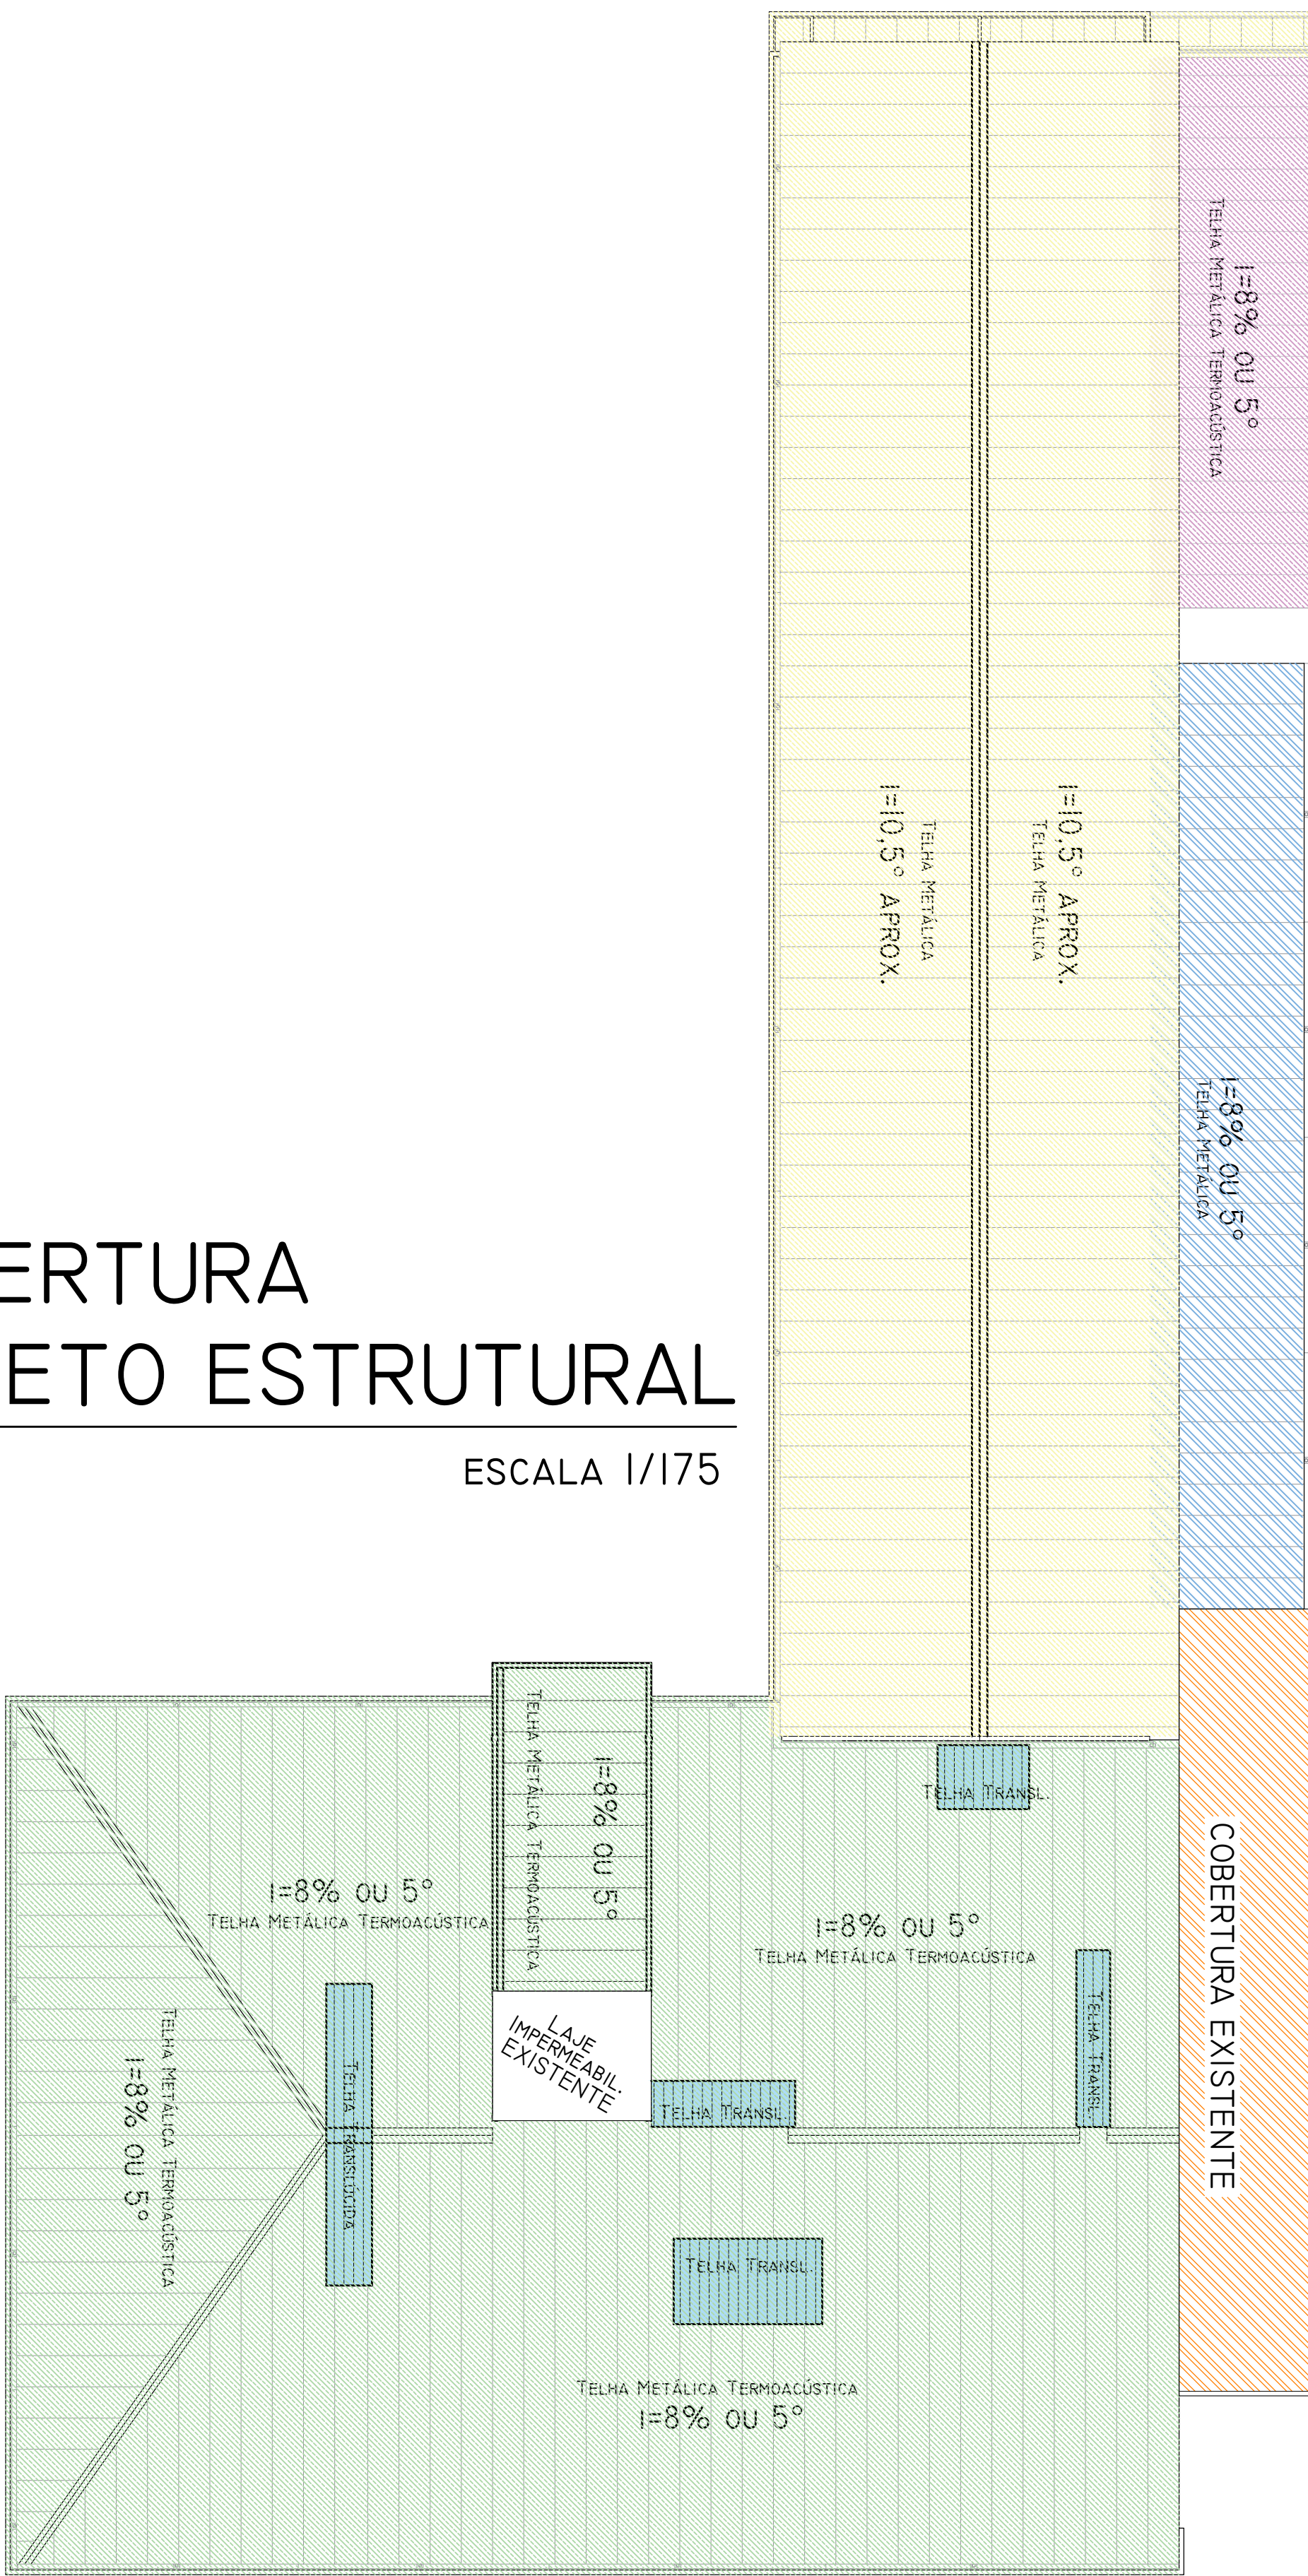 TELHA METÁLICA TERMOACÚSTICA
I=8% OU 5°
I=10,5° APROX.
TELHA METÁLICA
TELHA METÁLICA
I=10,5° APROX.
I=8% OU 5°
TELHA METÁLICA
ERTURA
ETO ESTRUTURAL
ESCALA 1/175
TELHA METÁLICA TERMOACÚSTICA
I=8% OU 5°
TELHA TRANSL.
I=8% OU 5°
TELHA METÁLICA TERMOACÚSTICA
I=8% OU 5°
TELHA METÁLICA TERMOACÚSTICA
COBERTURA EXISTENTE
TELHA TRANSL.
LAJE
IMPERMEABIL.
EXISTENTE
TELHA METÁLICA TERMOACÚSTICA
I=8% OU 5°
TELHA TRANSLÚCIDA
TELHA TRANSL.
TELHA TRANSL.
TELHA METÁLICA TERMOACÚSTICA
I=8% OU 5°